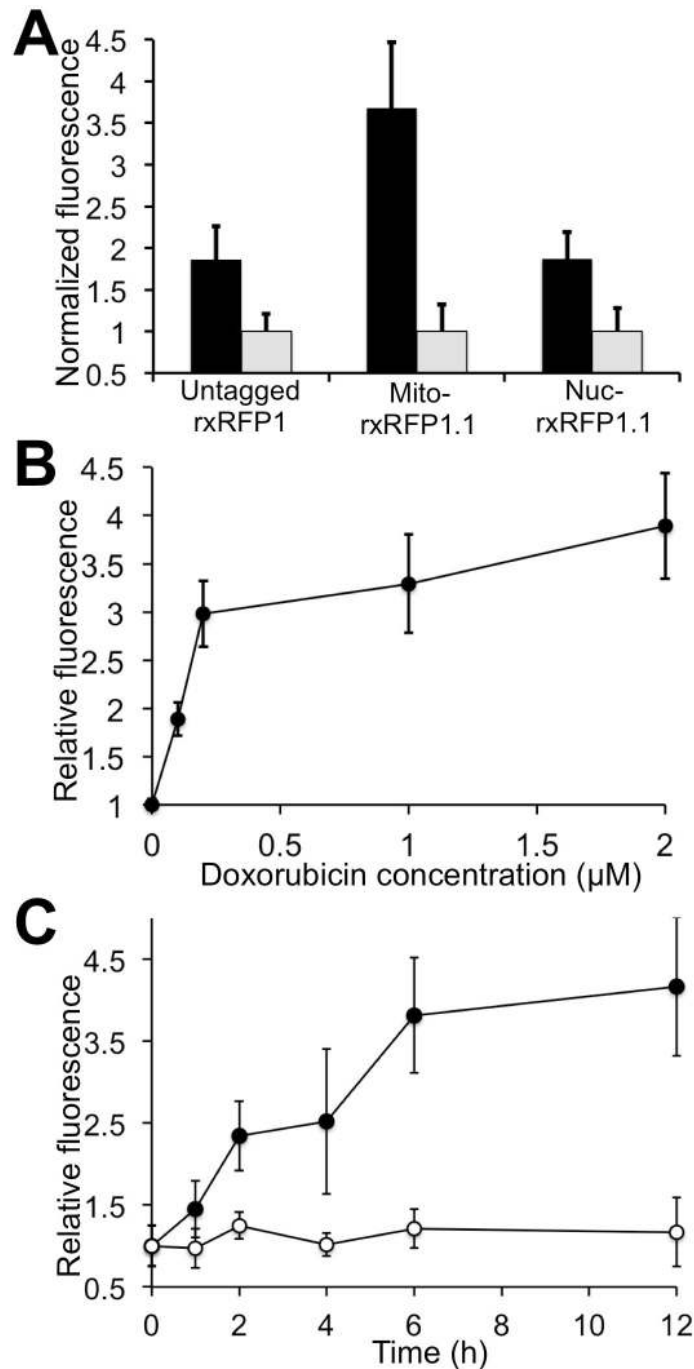 A
Normalized fluorescence
4.5
4
3.5
3
2.5
2
1.5
1
0.5
Untagged
rxRFP1
Mito-
rxRFP1.1
Nuc-
rxRFP1.1
B
Relative fluorescence
4.5
4
3.5
3
2.5
2
1.5
1
0 0.5 1 1.5 2
Doxorubicin concentration (µM)
C
Relative fluorescence
4.5
3.5
2.5
1.5
0.5
0 2 4 6 8 10 12
Time (h)